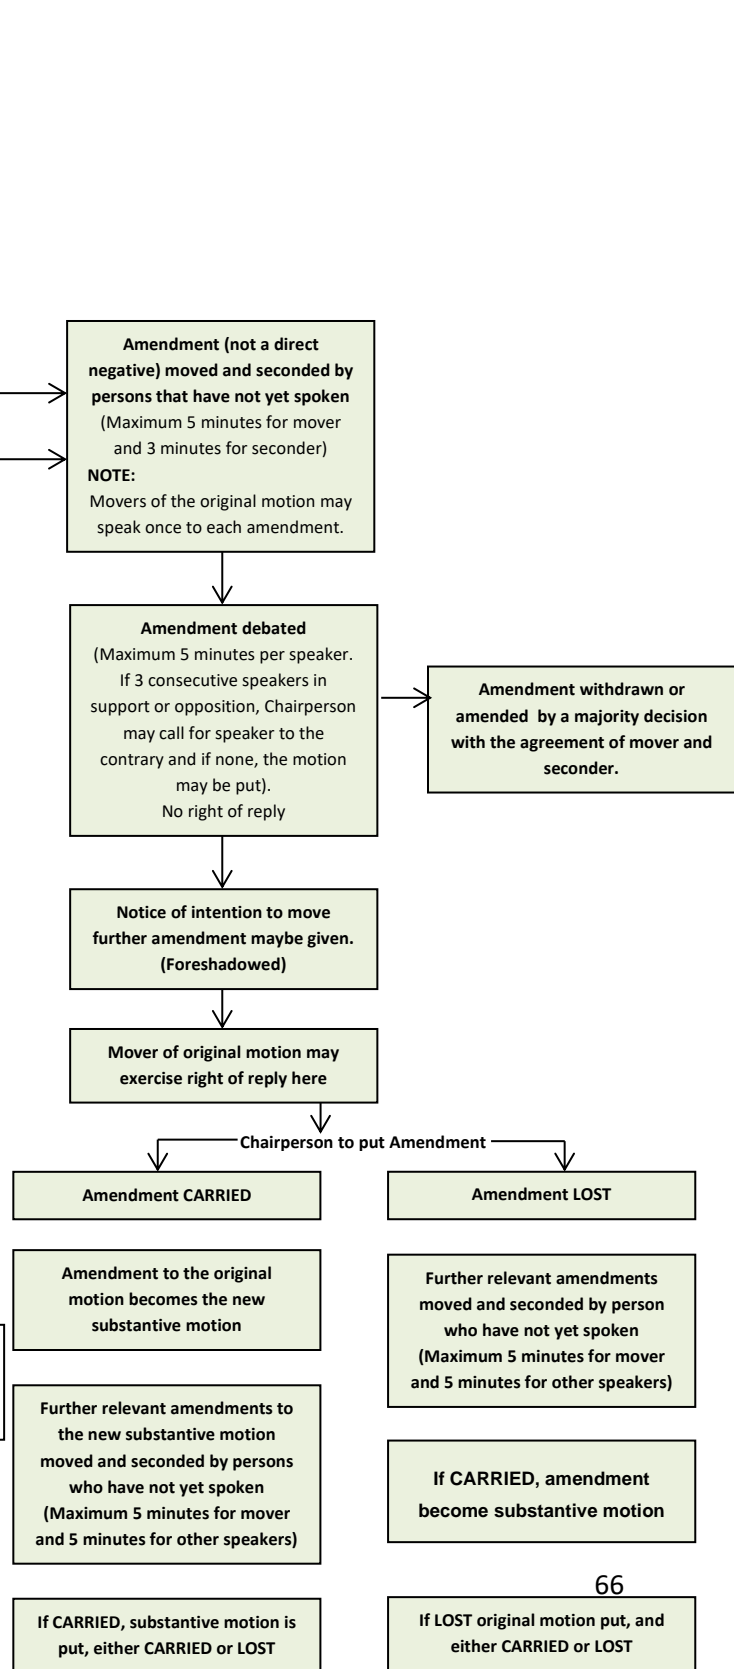 Amendment (not a direct
negative) moved and seconded by
persons that have not yet spoken
(Maximum 5 minutes for mover
and 3 minutes for seconder)
NOTE:
Movers of the original motion may
speak once to each amendment.
Amendment debated
(Maximum 5 minutes per speaker.
If 3 consecutive speakers in
support or opposition, Chairperson
may call for speaker to the
contrary and if none, the motion
may be put).
No right of reply
Amendment withdrawn or
amended by a majority decision
with the agreement of mover and
seconder.
Notice of intention to move
further amendment maybe given.
(Foreshadowed)
Mover of original motion may
exercise right of reply here
Chairperson to put Amendment
Amendment CARRIED
Amendment to the original
motion becomes the new
substantive motion
Further relevant amendments to
the new substantive motion
moved and seconded by persons
who have not yet spoken
(Maximum 5 minutes for mover
and 5 minutes for other speakers)
If CARRIED, substantive motion is
put, either CARRIED or LOST
Amendment LOST
Further relevant amendments
moved and seconded by person
who have not yet spoken
(Maximum 5 minutes for mover
and 5 minutes for other speakers)
If CARRIED, amendment
become substantive motion
66
If LOST original motion put, and
either CARRIED or LOST